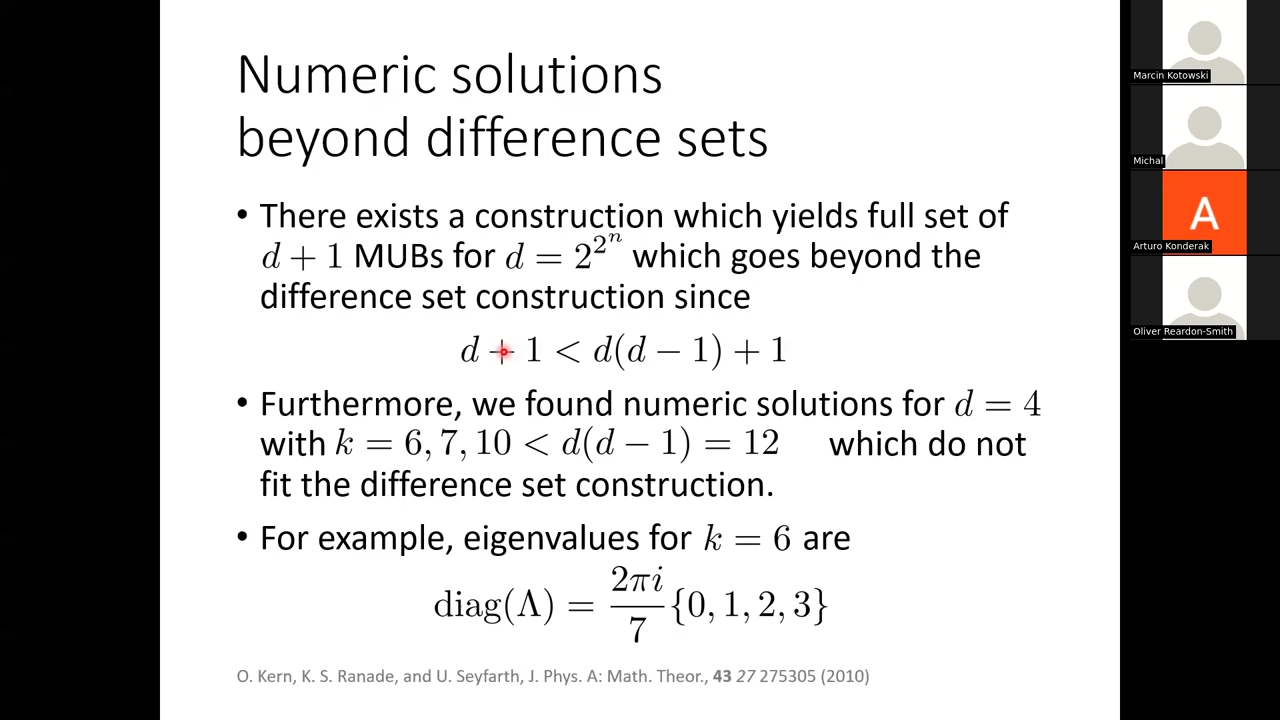 Numeric solutions
beyond difference sets
• There exists a construction which yields full set of
d + 1 MUBs for d = 2^{2^n} which goes beyond the
difference set construction since
d + 1 < d(d − 1) + 1
• Furthermore, we found numeric solutions for d = 4
with k = 6, 7, 10 < d(d − 1) = 12 which do not
fit the difference set construction.
• For example, eigenvalues for k = 6 are
diag(Λ) = \frac{2πi}{7}{0, 1, 2, 3}
O. Kern, K. S. Ranade, and U. Seyfarth, J. Phys. A: Math. Theor., 43 27 275305 (2010)
Marcin Kotowski
Michal
A
Arturo Konderak
Oliver Reardon-Smith